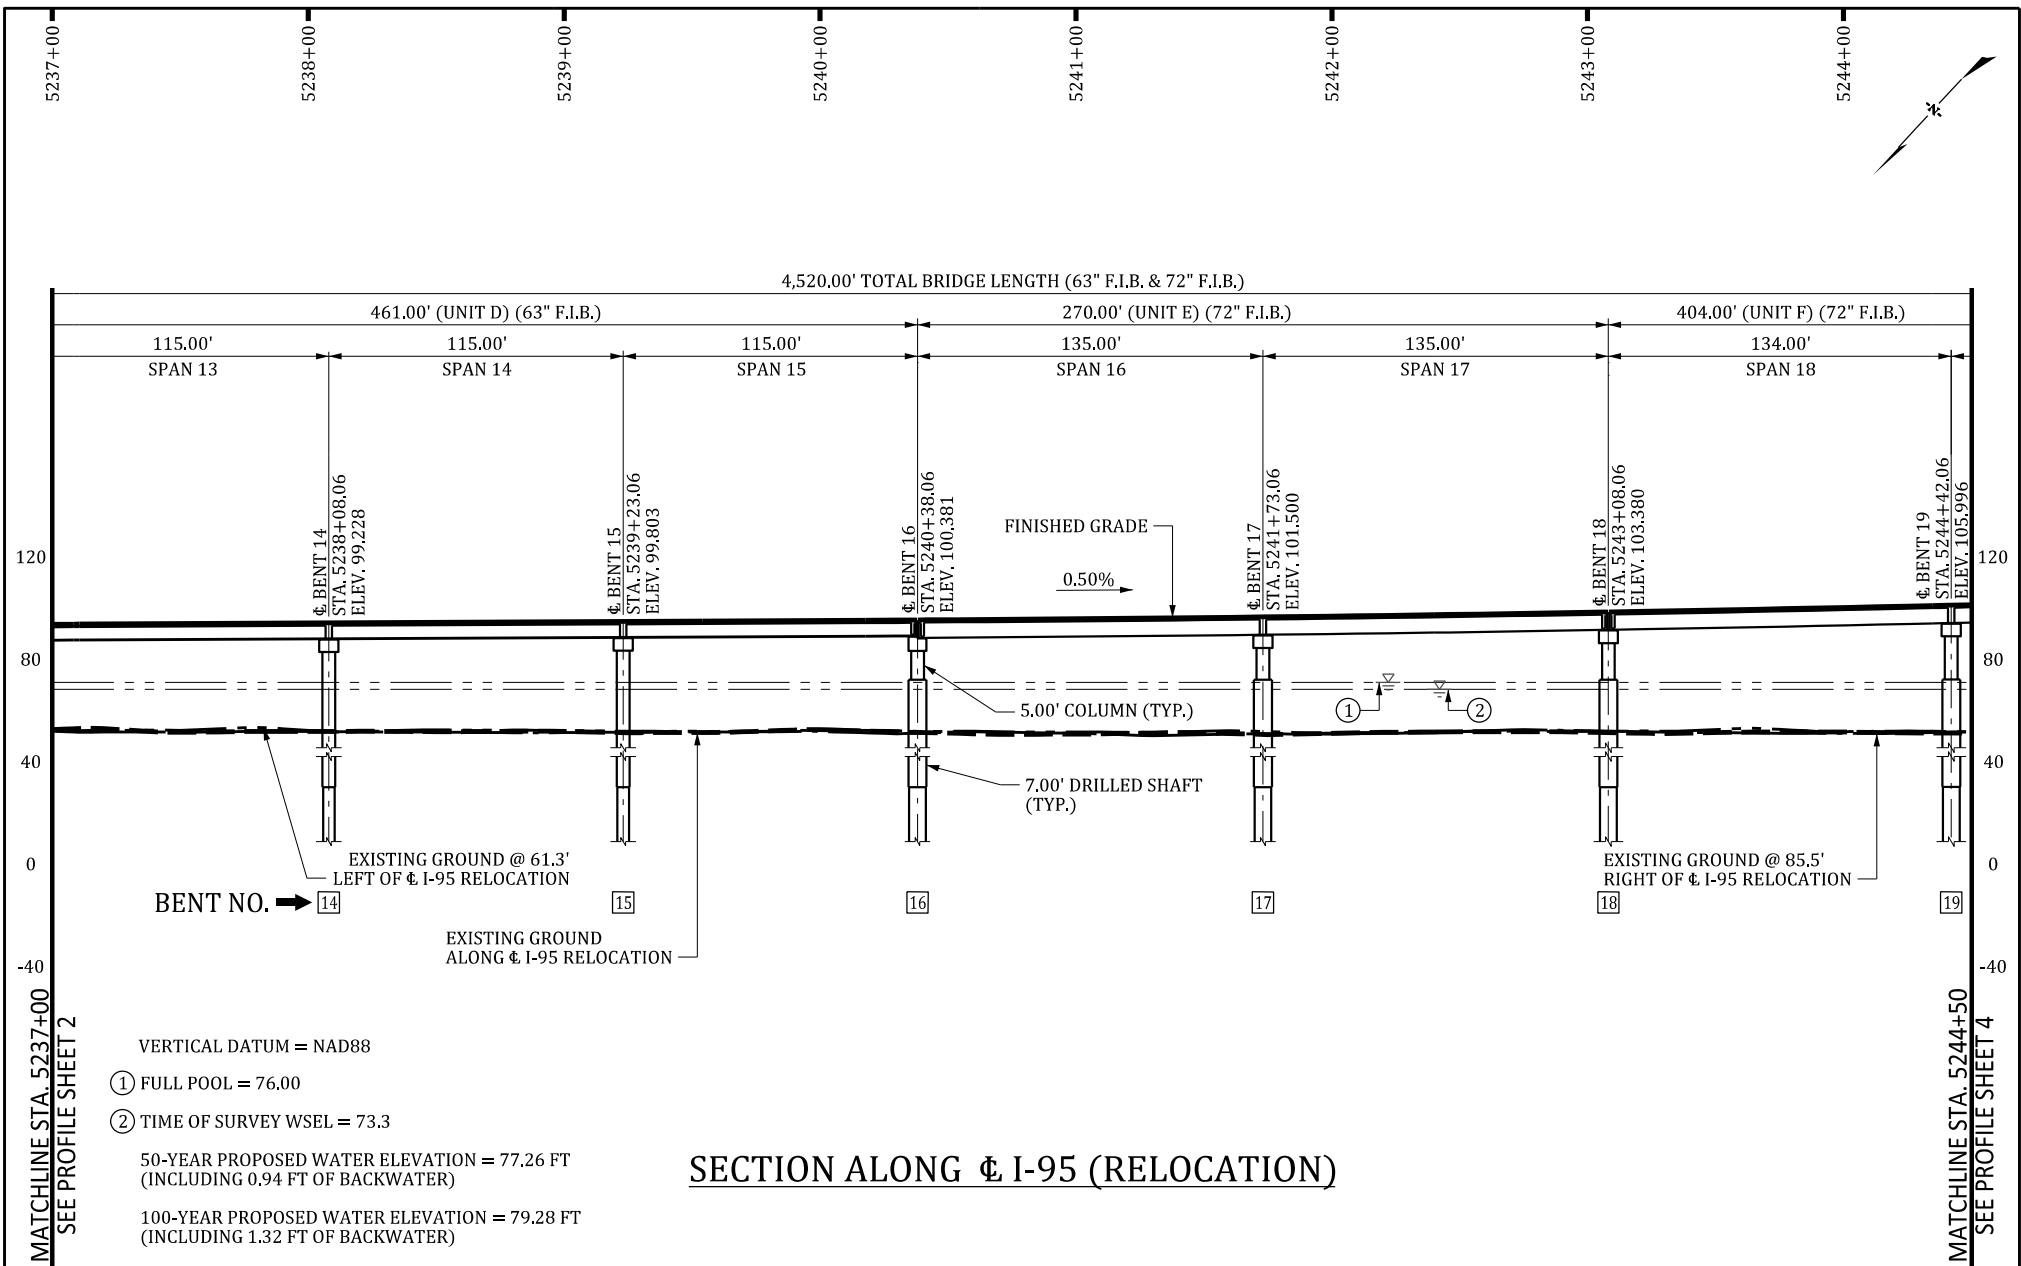 5237+00
5238+00
5239+00
5240+00
5241+00
5242+00
5243+00
5244+00
N
4,520.00' TOTAL BRIDGE LENGTH (63" F.I.B. & 72" F.I.B.)
461.00' (UNIT D) (63" F.I.B.)
270.00' (UNIT E) (72" F.I.B.)
404.00' (UNIT F) (72" F.I.B.)
115.00'
SPAN 13
115.00'
SPAN 14
115.00'
SPAN 15
135.00'
SPAN 16
135.00'
SPAN 17
134.00'
SPAN 18
℄ BENT 14
STA. 5238+08.06
ELEV. 99.228
℄ BENT 15
STA. 5239+23.06
ELEV. 99.803
℄ BENT 16
STA. 5240+38.06
ELEV. 100.381
℄ BENT 17
STA. 5241+73.06
ELEV. 101.500
℄ BENT 18
STA. 5243+08.06
ELEV. 103.380
℄ BENT 19
STA. 5244+42.06
ELEV. 105.996
FINISHED GRADE
0.50%
120
80
40
0
-40
120
80
40
0
-40
5.00' COLUMN (TYP.)
1
2
7.00' DRILLED SHAFT
(TYP.)
EXISTING GROUND @ 61.3'
LEFT OF ℄ I-95 RELOCATION
EXISTING GROUND @ 85.5'
RIGHT OF ℄ I-95 RELOCATION
BENT NO.
14
15
16
17
18
19
EXISTING GROUND
ALONG ℄ I-95 RELOCATION
MATCHLINE STA. 5237+00
SEE PROFILE SHEET 2
VERTICAL DATUM = NAD88
1 FULL POOL = 76.00
2 TIME OF SURVEY WSEL = 73.3
50-YEAR PROPOSED WATER ELEVATION = 77.26 FT
(INCLUDING 0.94 FT OF BACKWATER)
100-YEAR PROPOSED WATER ELEVATION = 79.28 FT
(INCLUDING 1.32 FT OF BACKWATER)
SECTION ALONG ℄ I-95 (RELOCATION)
MATCHLINE STA. 5244+50
SEE PROFILE SHEET 4